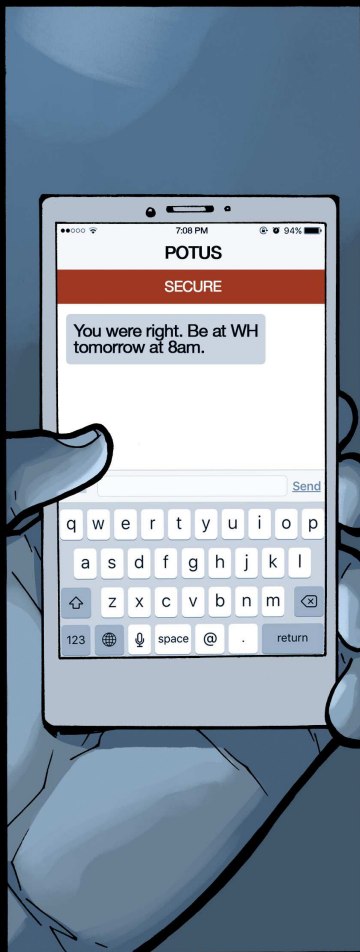 7:08 PM 94%
POTUS
SECURE
You were right. Be at WH
tomorrow at 8am.
Send
q w e r t y u i o p
a s d f g h j k l
z x c v b n m
123 space @ . return